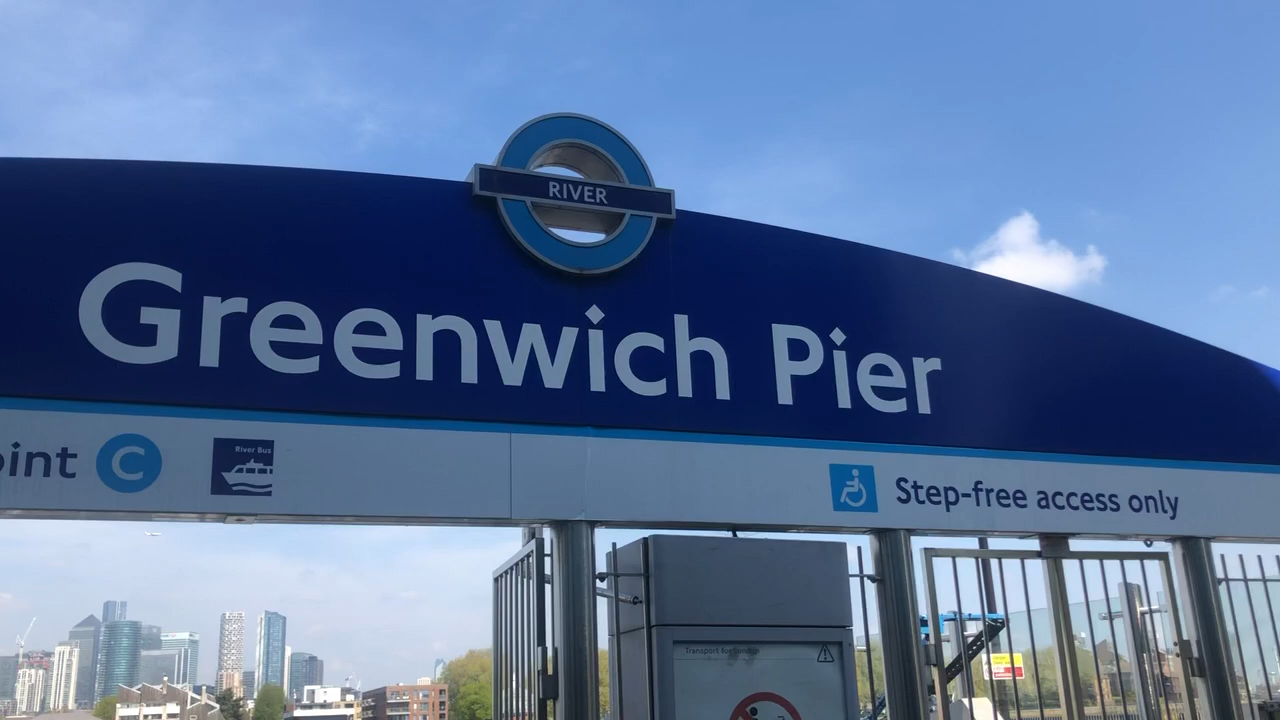 RIVER
Greenwich Pier
oint C
River Bus
Step-free access only
Transport for London